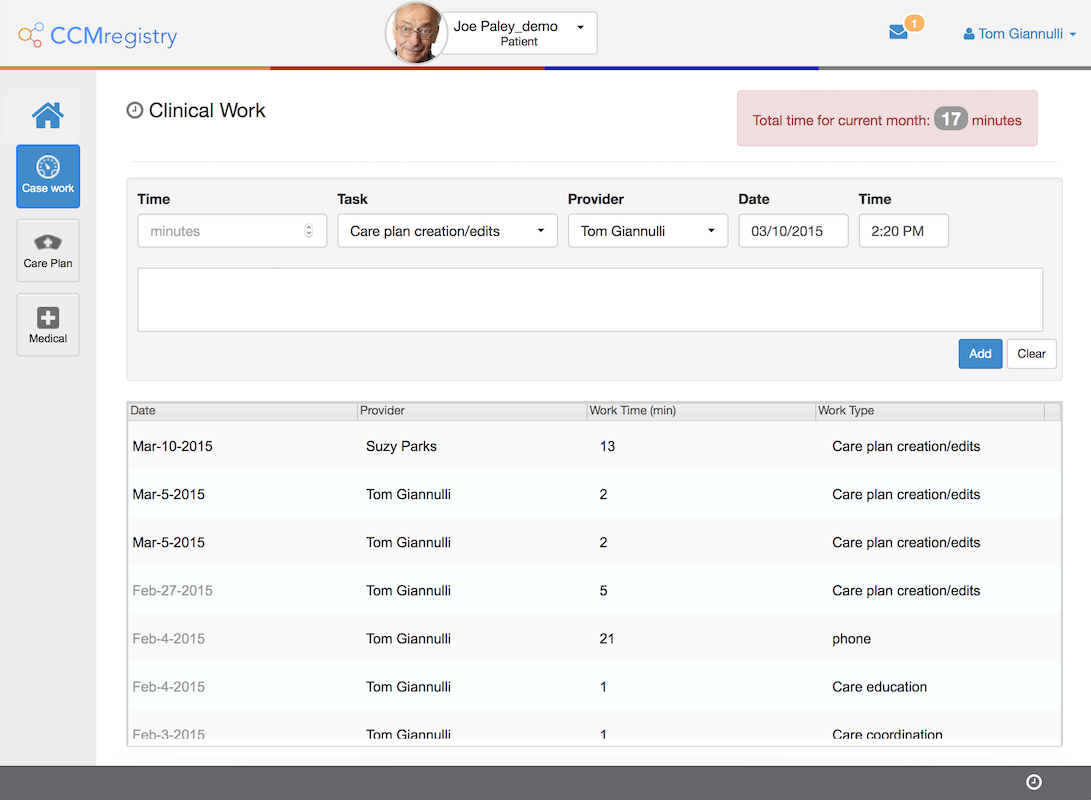 CCMregistry
Joe Paley_demo
Patient
1
Tom Giannulli
Clinical Work
Total time for current month: 17 minutes
Case work
Care Plan
Medical
Time Task Provider Date Time
minutes Care plan creation/edits Tom Giannulli 03/10/2015 2:20 PM
Add Clear
Date Provider Work Time (min) Work Type
Mar-10-2015 Suzy Parks 13 Care plan creation/edits
Mar-5-2015 Tom Giannulli 2 Care plan creation/edits
Mar-5-2015 Tom Giannulli 2 Care plan creation/edits
Feb-27-2015 Tom Giannulli 5 Care plan creation/edits
Feb-4-2015 Tom Giannulli 21 phone
Feb-4-2015 Tom Giannulli 1 Care education
Feb-3-2015 Tom Giannulli 1 Care coordination